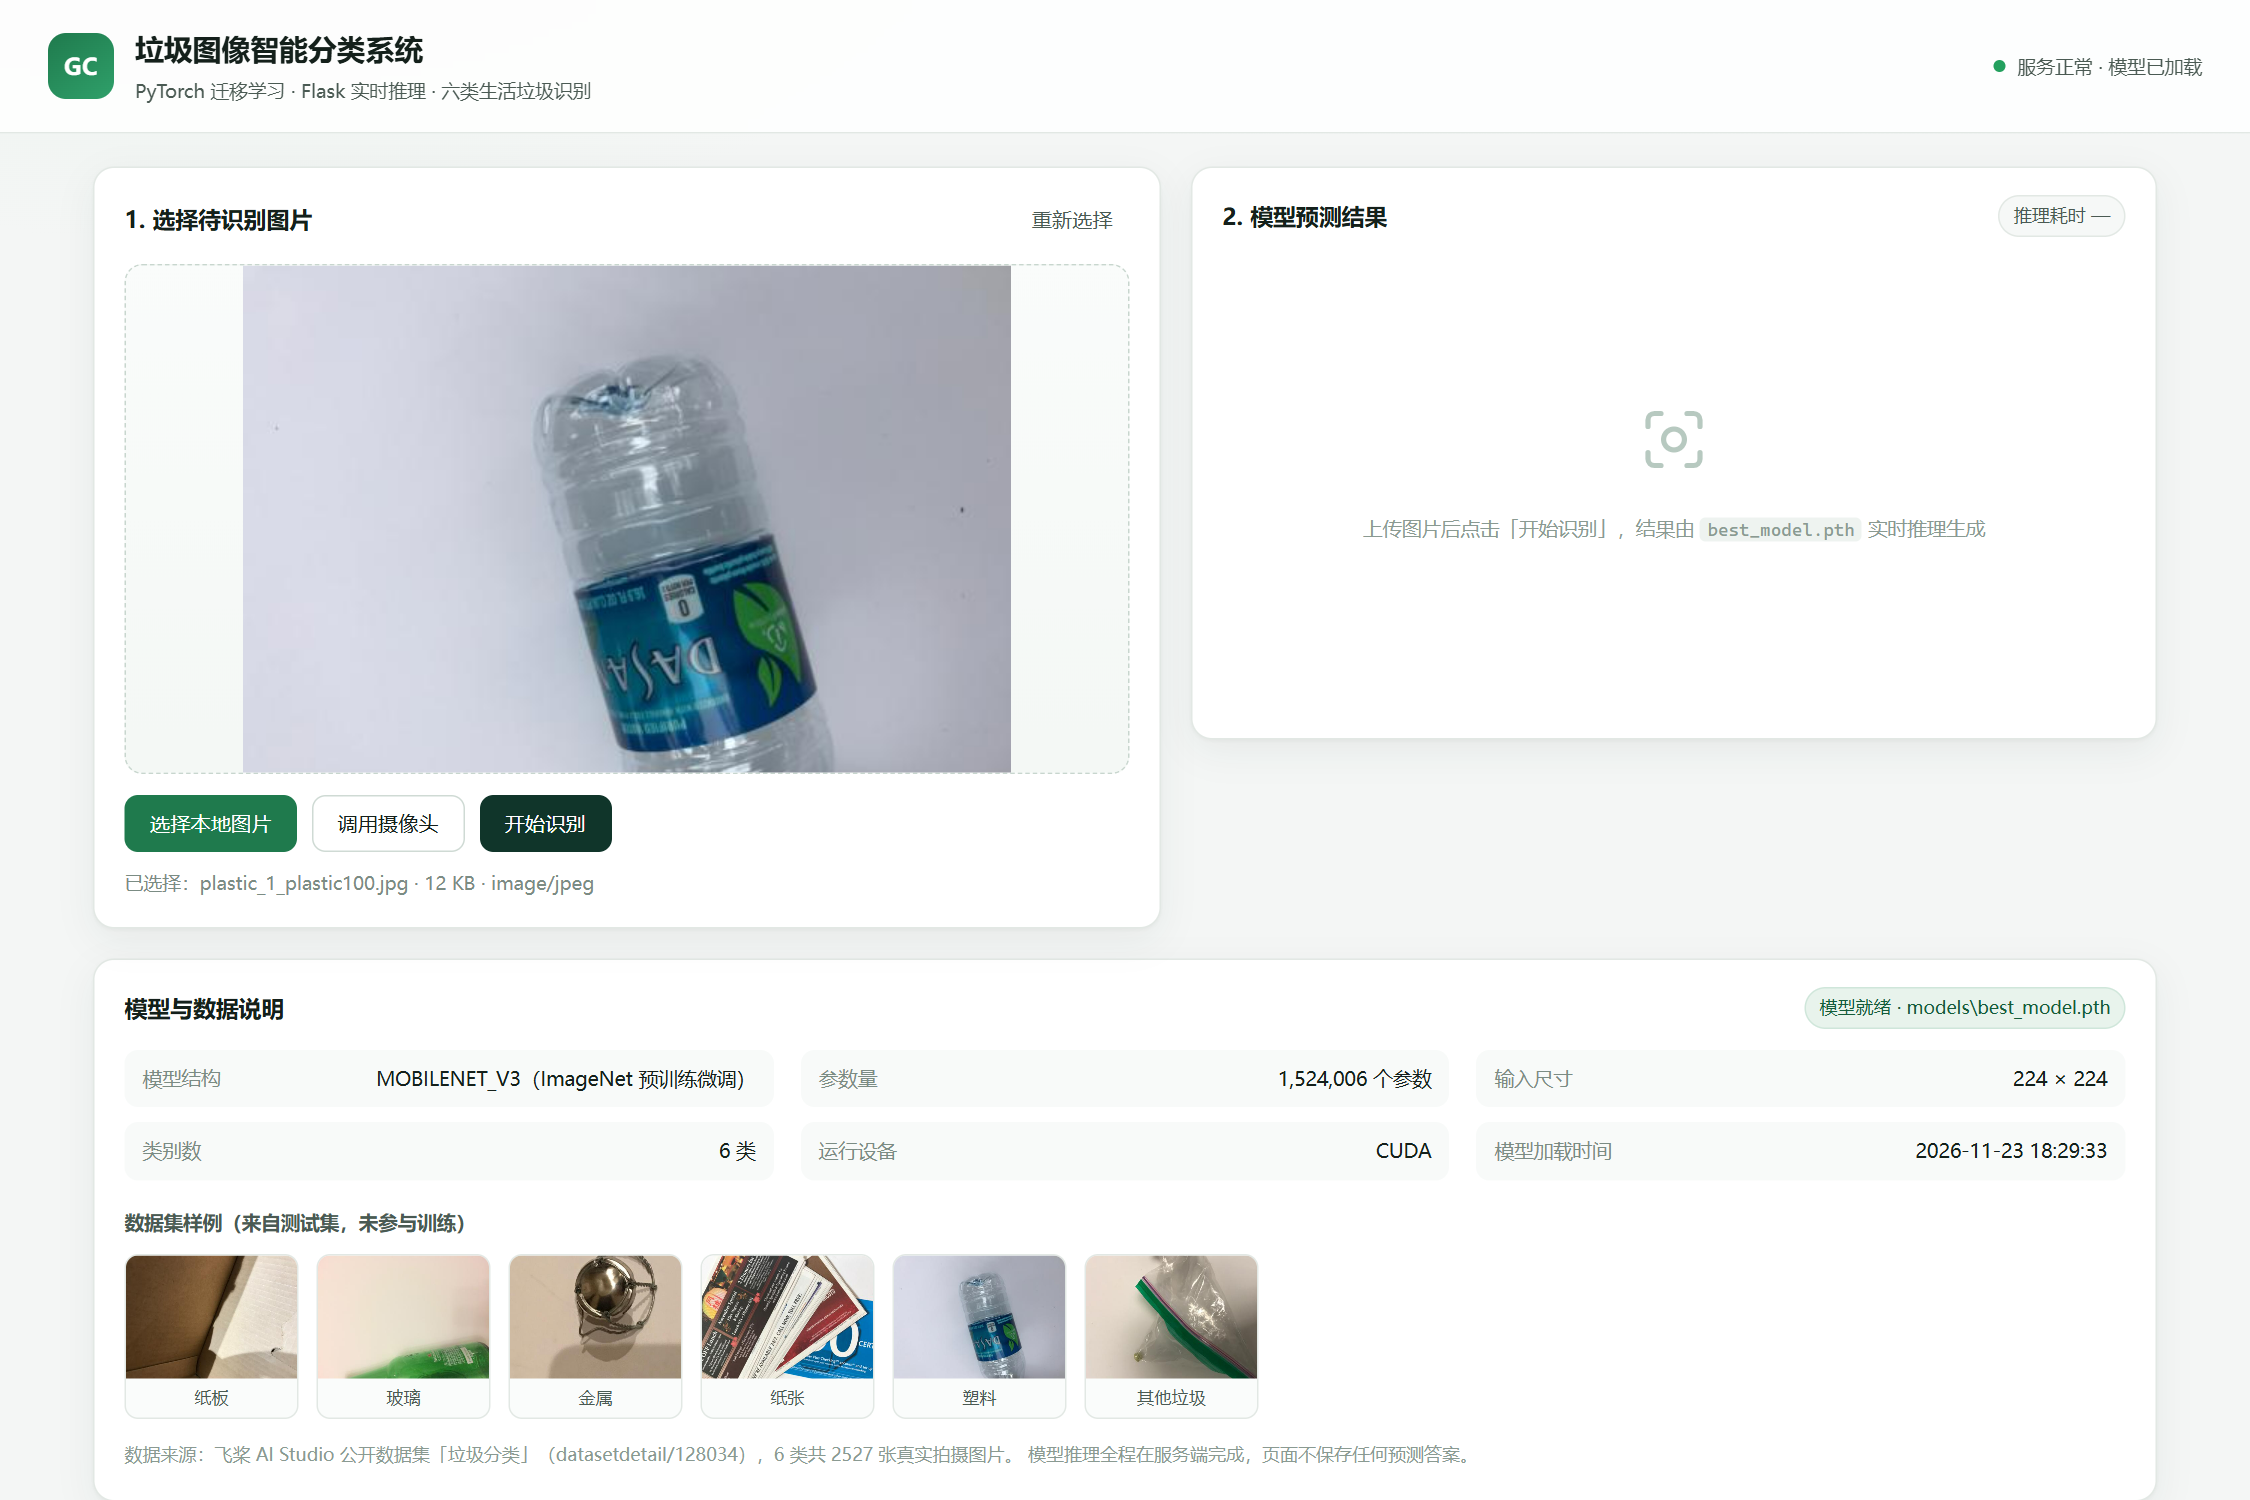 GC
垃圾图像智能分类系统
PyTorch 迁移学习 · Flask 实时推理 · 六类生活垃圾识别
服务正常 · 模型已加载
1. 选择待识别图片
重新选择
0
CALORIES
DASAN
PURIFIED WATER
选择本地图片
调用摄像头
开始识别
已选择：plastic_1_plastic100.jpg · 12 KB · image/jpeg
2. 模型预测结果
推理耗时 —
上传图片后点击「开始识别」，结果由 best_model.pth 实时推理生成
模型与数据说明
模型就绪 · models\best_model.pth
模型结构 MOBILENET_V3（ImageNet 预训练微调）
参数量 1,524,006 个参数
输入尺寸 224 × 224
类别数 6 类
运行设备 CUDA
模型加载时间 2026-11-23 18:29:33
数据集样例（来自测试集，未参与训练）
纸板
玻璃
金属
纸张
塑料
其他垃圾
数据来源：飞桨 AI Studio 公开数据集「垃圾分类」（datasetdetail/128034），6 类共 2527 张真实拍摄图片。 模型推理全程在服务端完成，页面不保存任何预测答案。